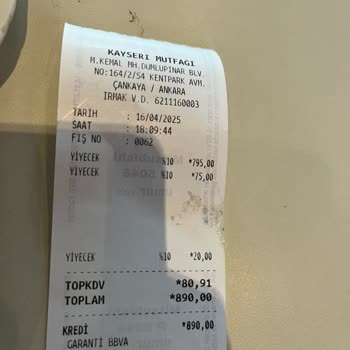 KAYSERİ MUTFAGI
M.KEMAL MH.DUMLUPINAR BLV.
NO:164/2/S4 KENTPARK AVM.
ÇANKAYA / ANKARA
IRMAK V.D. 6211160003
TARİH : 16/04/2025
SAAT : 18:09:44
FİŞ NO : 0062
YİYECEK %10 *795,00
YİYECEK %10 *75,00
YİYECEK %10 *20,00
TOPKDV *80,91
TOPLAM *890,00
KREDİ *890,00
GARANTİ BBVA